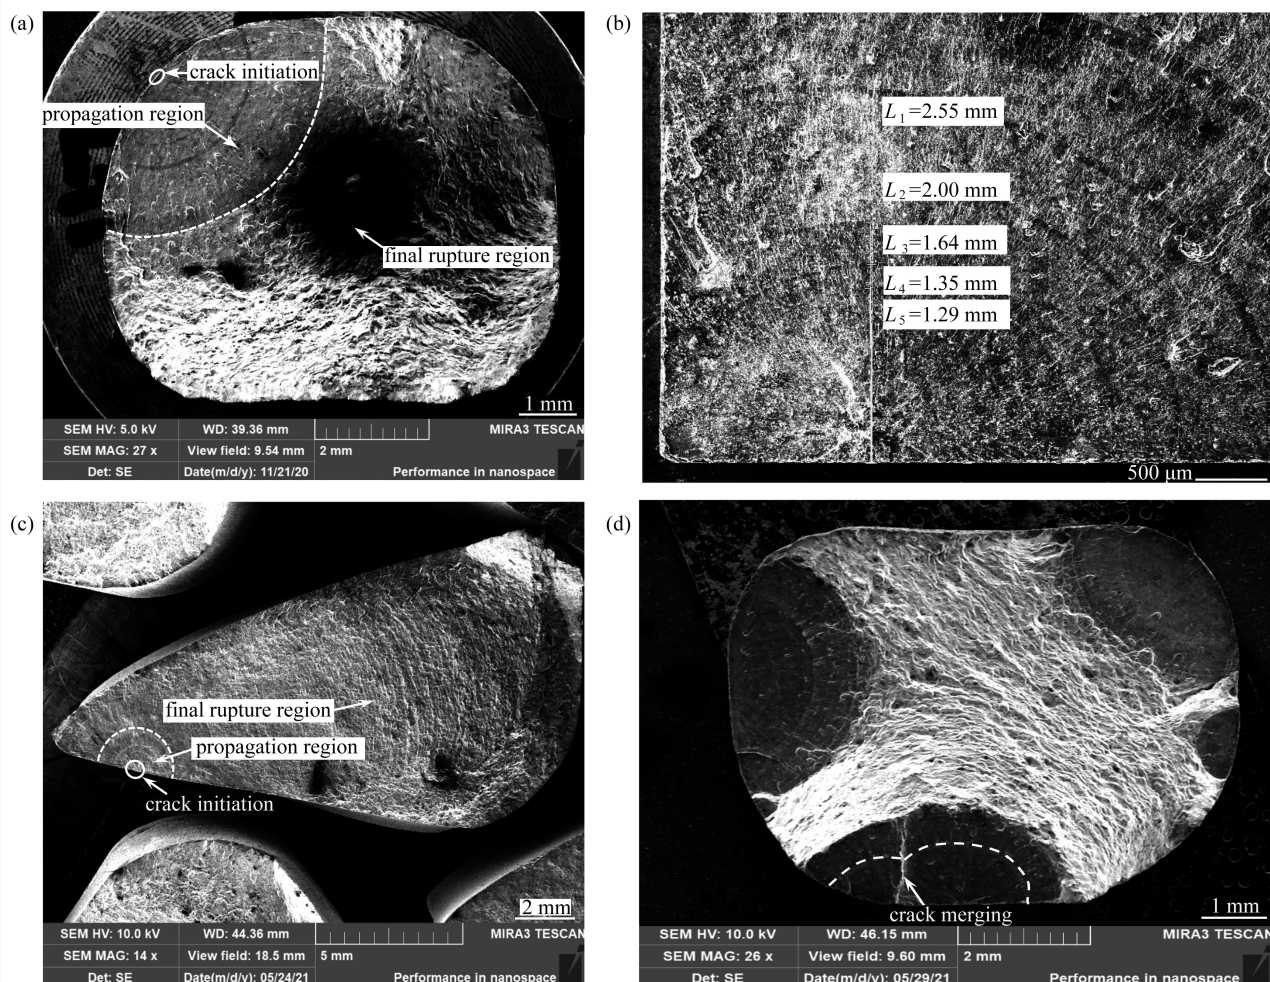 (a)
crack initiation
propagation region
final rupture region
1 mm
SEM HV: 5.0 kV WD: 39.36 mm MIRA3 TESCAN
SEM MAG: 27 x View field: 9.54 mm 2 mm
Det: SE Date(m/d/y): 11/21/20 Performance in nanospace
(b)
L1=2.55 mm
L2=2.00 mm
L3=1.64 mm
L4=1.35 mm
L5=1.29 mm
500 μm
(c)
final rupture region
propagation region
crack initiation
2 mm
SEM HV: 10.0 kV WD: 44.36 mm MIRA3 TESCAN
SEM MAG: 14 x View field: 18.5 mm 5 mm
Det: SE Date(m/d/y): 05/24/21 Performance in nanospace
(d)
crack merging
1 mm
SEM HV: 10.0 kV WD: 46.15 mm MIRA3 TESCAN
SEM MAG: 26 x View field: 9.60 mm 2 mm
Det: SE Date(m/d/y): 05/29/21 Performance in nanospace